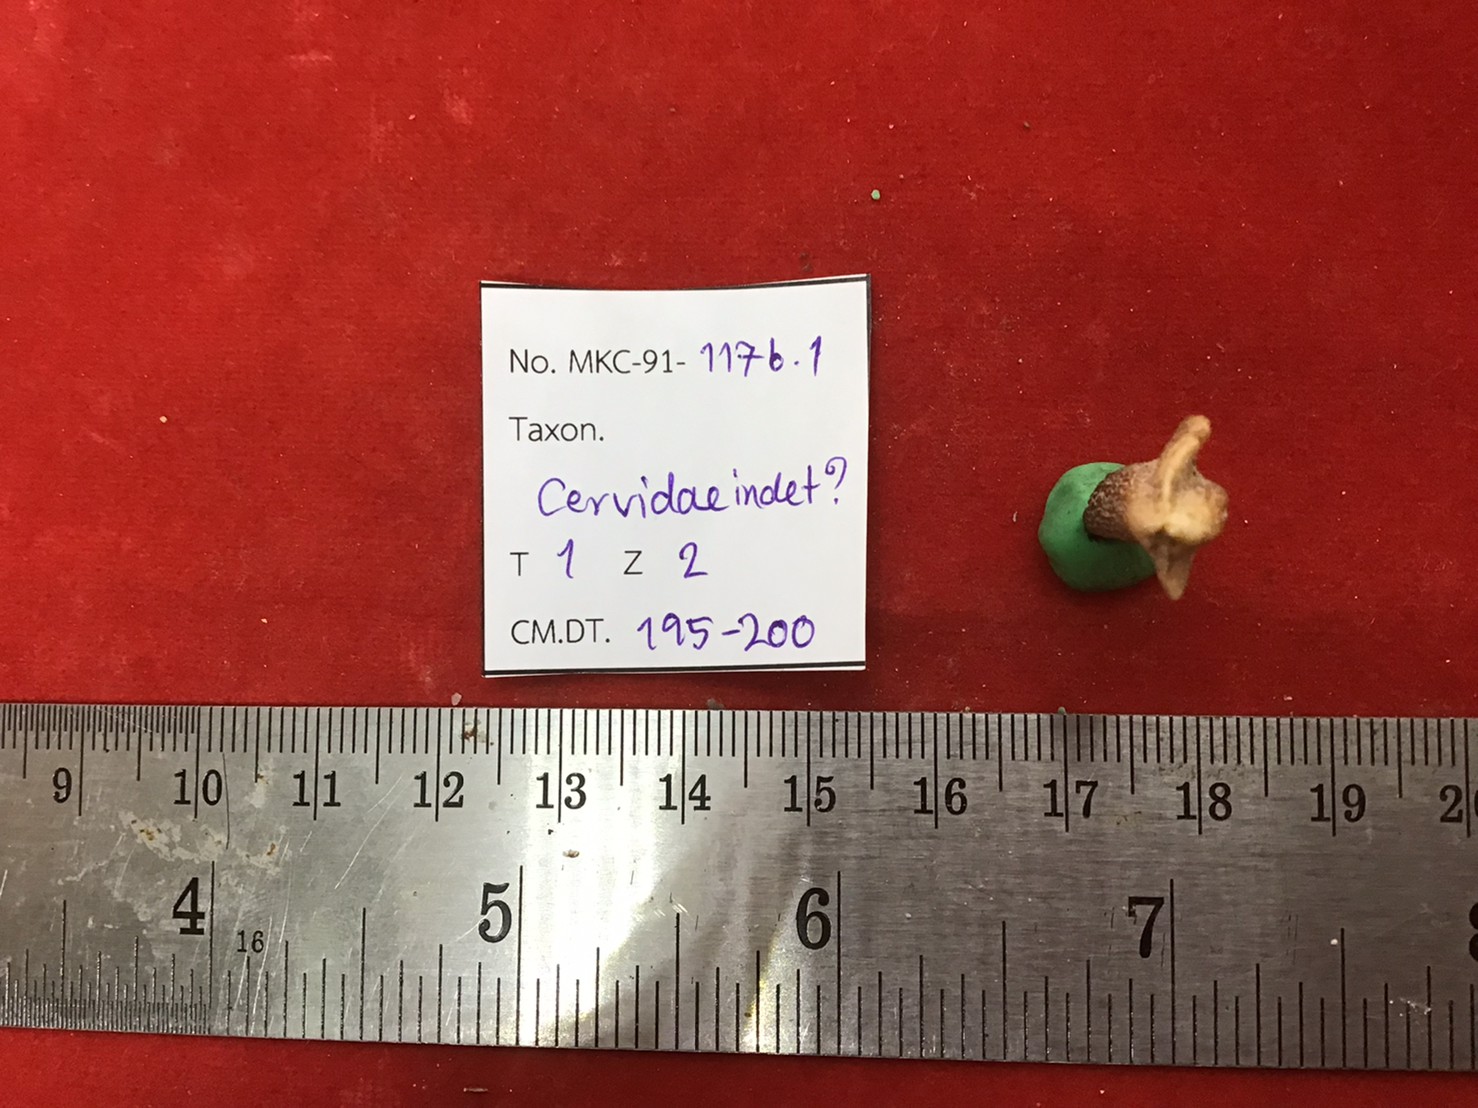 No. MKC-91- 1176.1
Taxon.
Cervidae indet?
T 1 Z 2
CM.DT. 195-200
9 10 11 12 13 14 15 16 17 18 19
4 5 6 7
16